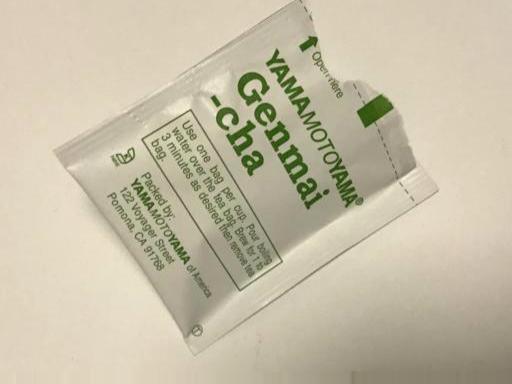 Open Here
YAMAMOTOYAMA®
Genmai
-cha
Use one bag per cup. Pour boiling
water over the tea bag. Brew for 1 to
3 minutes as desired then remove tea
bag.
Packed by:
YAMAMOTOYAMA of America
122 Voyager Street
Pomona, CA 91768